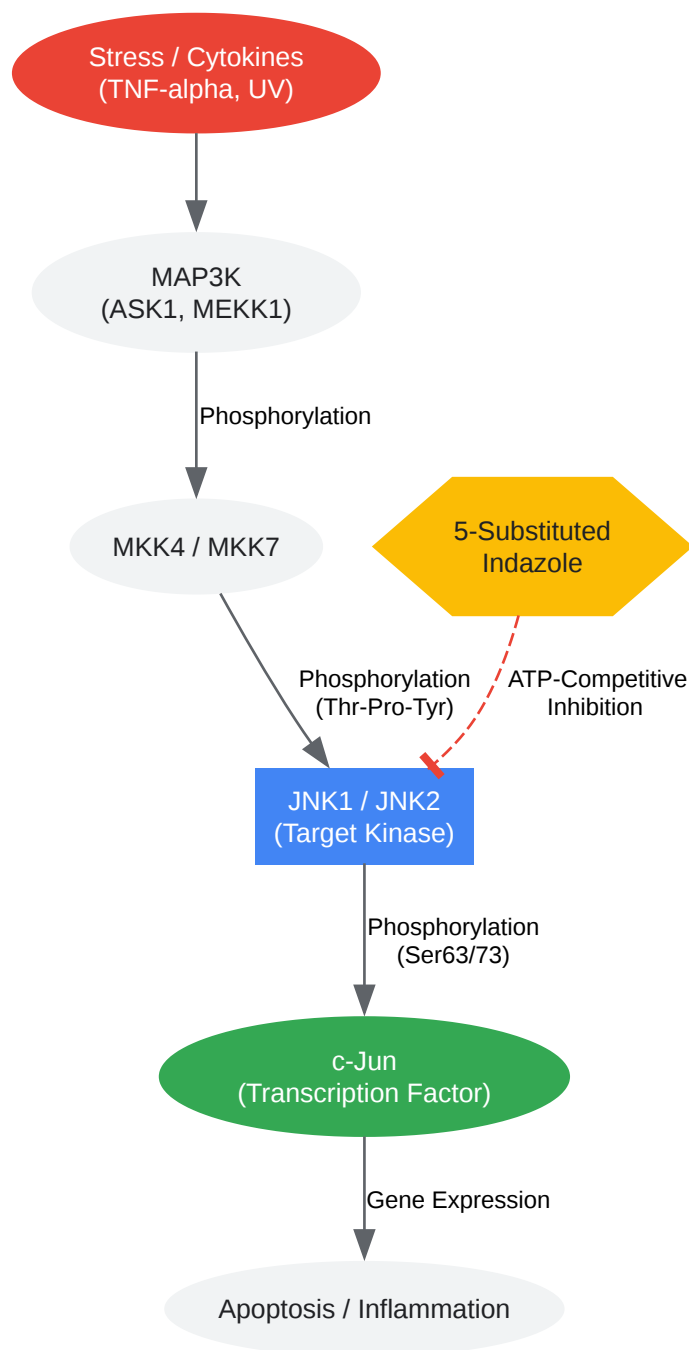 Stress / Cytokines
(TNF-alpha, UV)
MAP3K
(ASK1, MEKK1)
Phosphorylation
MKK4 / MKK7
5-Substituted
Indazole
Phosphorylation
(Thr-Pro-Tyr)
ATP-Competitive
Inhibition
JNK1 / JNK2
(Target Kinase)
Phosphorylation
(Ser63/73)
c-Jun
(Transcription Factor)
Gene Expression
Apoptosis / Inflammation